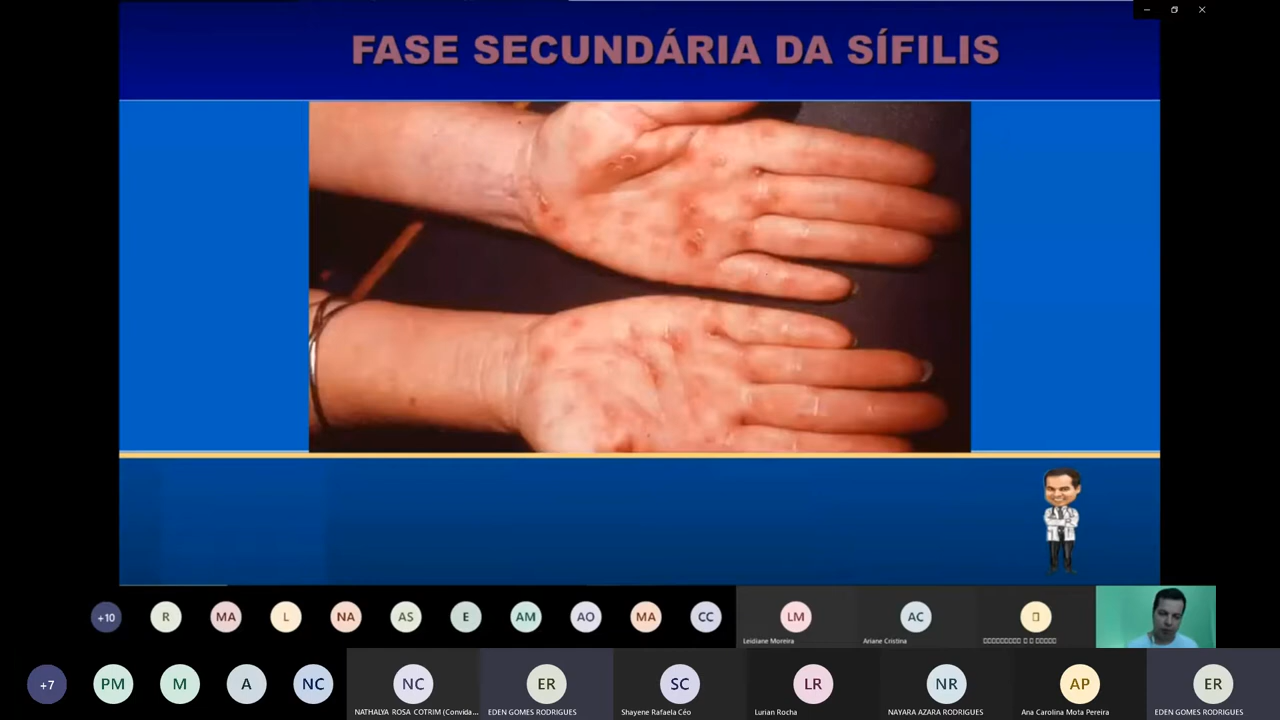 FASE SECUNDÁRIA DA SÍFILIS
+10
R
MA
L
NA
AS
E
AM
AO
MA
CC
LM
AC
Leidiane Moreira
Ariane Cristina
+7
PM
M
A
NC
NC
ER
SC
LR
NR
AP
ER
NATHALYA ROSA COTRIM (Convida...
EDEN GOMES RODRIGUES
Shayene Rafaela Céo
Lurian Rocha
NAYARA AZARA RODRIGUES
Ana Carolina Mota Pereira
EDEN GOMES RODRIGUES